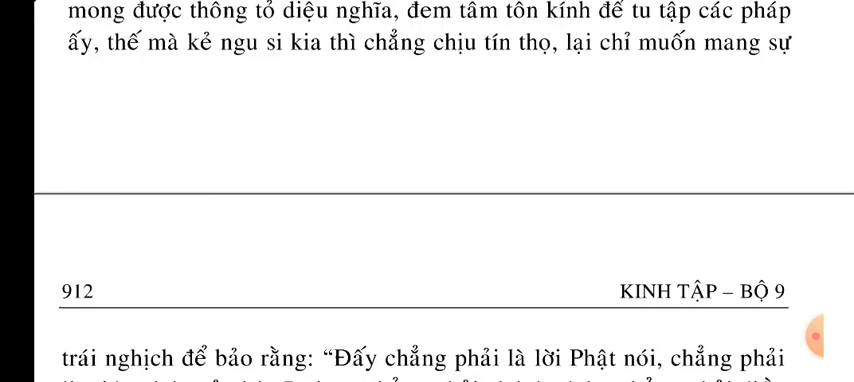 mong được thông tỏ diệu nghĩa, đem tâm tôn kính để tu tập các pháp
ấy, thế mà kẻ ngu si kia thì chẳng chịu tín thọ, lại chỉ muốn mang sự
912
KINH TẬP – BỘ 9
trái nghịch để bảo rằng: “Đấy chẳng phải là lời Phật nói, chẳng phải